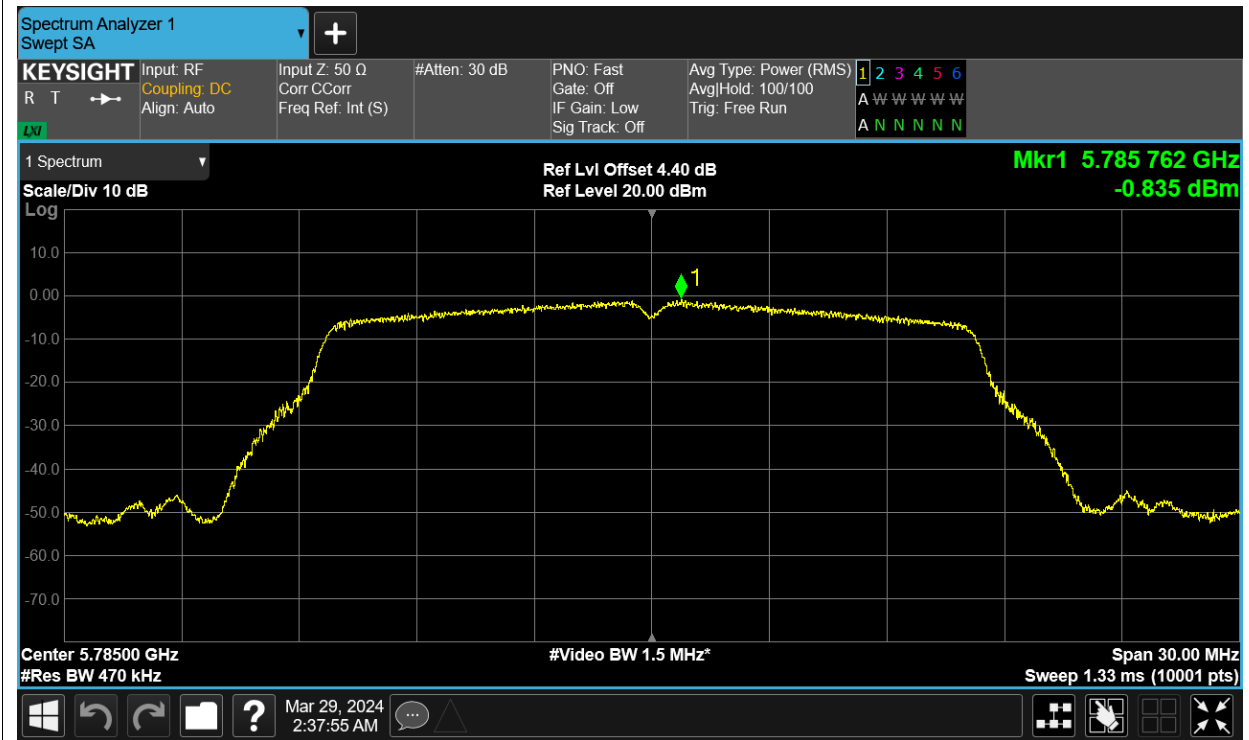 Spectrum Analyzer 1
Swept SA
KEYSIGHT
R T
LXI
Input: RF
Coupling: DC
Align: Auto
Input Z: 50 Ω
Corr CCorr
Freq Ref: Int (S)
#Atten: 30 dB
PNO: Fast
Gate: Off
IF Gain: Low
Sig Track: Off
Avg Type: Power (RMS)
Avg|Hold: 100/100
Trig: Free Run
1 2 3 4 5 6
A W W W W W
A N N N N N
1 Spectrum
Scale/Div 10 dB
Log
Ref Lvl Offset 4.40 dB
Ref Level 20.00 dBm
Mkr1 5.785 762 GHz
-0.835 dBm
1
10.0
0.00
-10.0
-20.0
-30.0
-40.0
-50.0
-60.0
-70.0
Center 5.78500 GHz
#Res BW 470 kHz
#Video BW 1.5 MHz*
Span 30.00 MHz
Sweep 1.33 ms (10001 pts)
?
Mar 29, 2024
2:37:55 AM